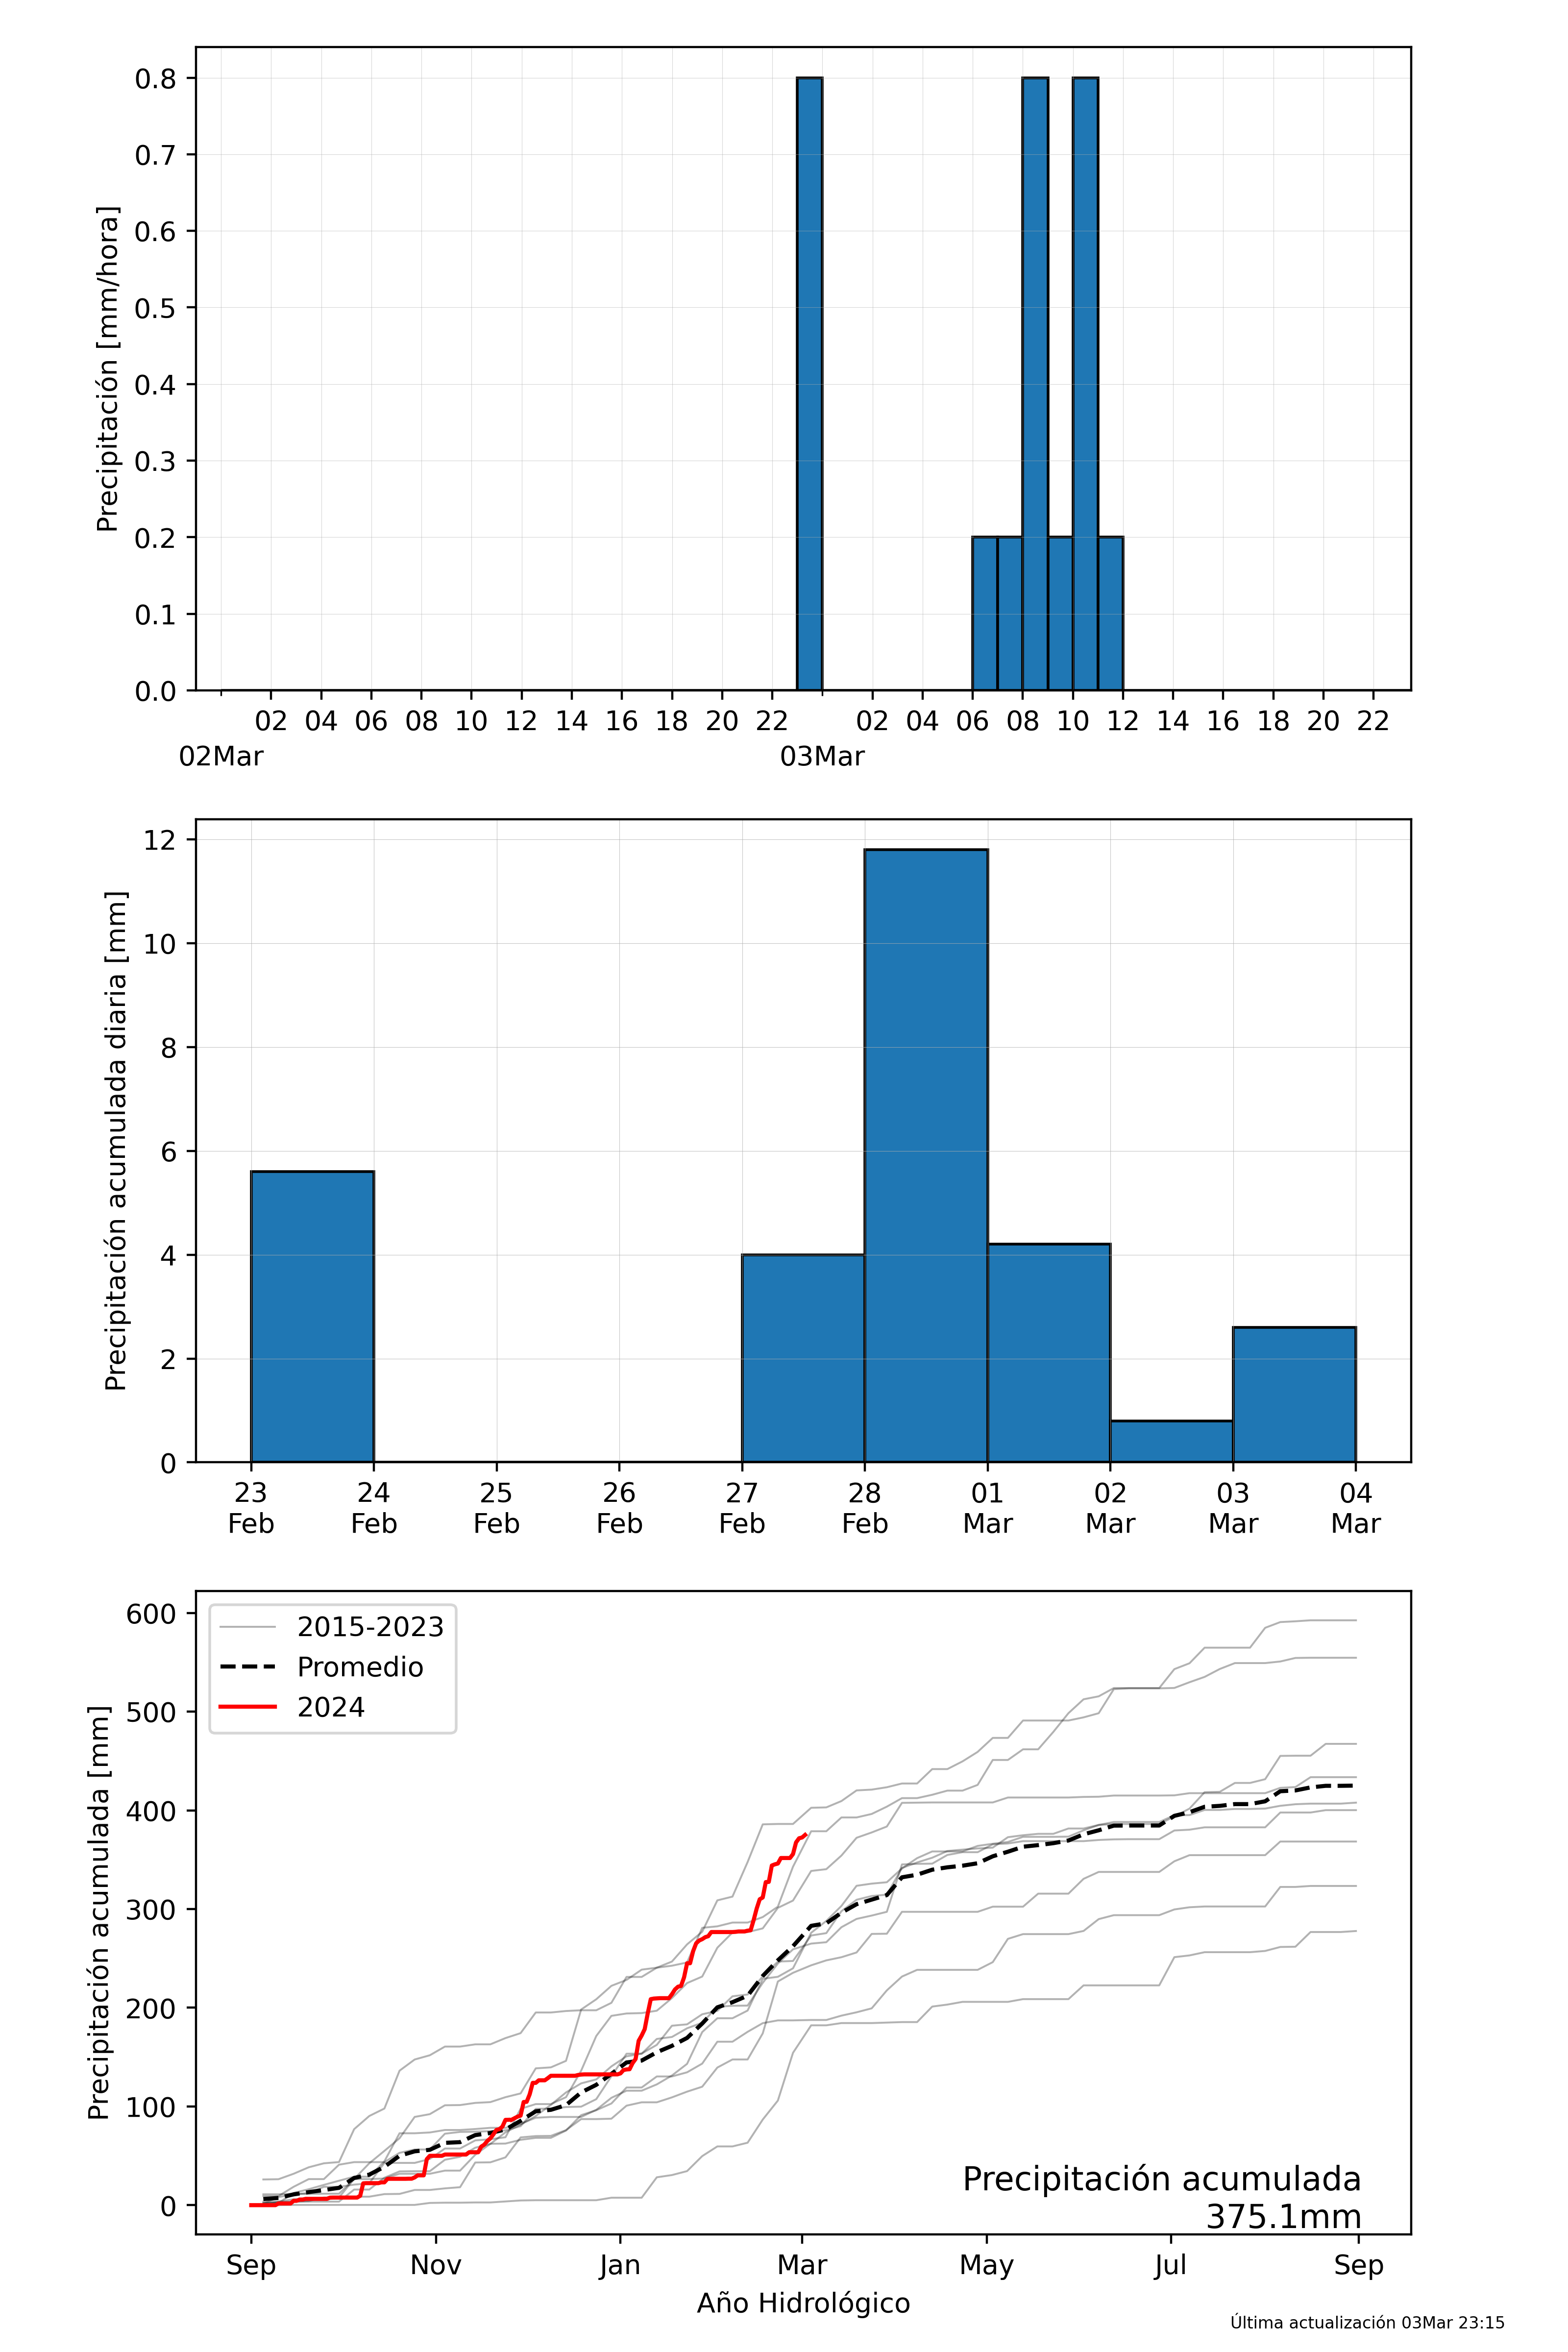 Precipitación [mm/hora]
0.8
0.7
0.6
0.5
0.4
0.3
0.2
0.1
0.0
02 04 06 08 10 12 14 16 18 20 22 02 04 06 08 10 12 14 16 18 20 22
02Mar 03Mar
Precipitación acumulada diaria [mm]
12
10
8
6
4
2
0
23 24 25 26 27 28 01 02 03 04
Feb Feb Feb Feb Feb Feb Mar Mar Mar Mar
Precipitación acumulada [mm]
600
500
400
300
200
100
0
2015-2023
Promedio
2024
Precipitación acumulada
375.1mm
Sep Nov Jan Mar May Jul Sep
Año Hidrológico
Última actualización 03Mar 23:15